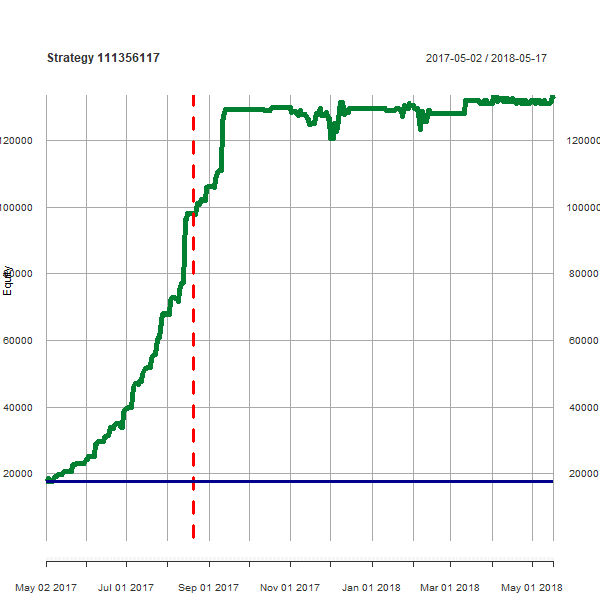 Strategy 111356117
2017-05-02 / 2018-05-17
120000
120000
100000
100000
80000
80000
Equity
60000
60000
40000
40000
20000
20000
May 02 2017
Jul 01 2017
Sep 01 2017
Nov 01 2017
Jan 01 2018
Mar 01 2018
May 01 2018